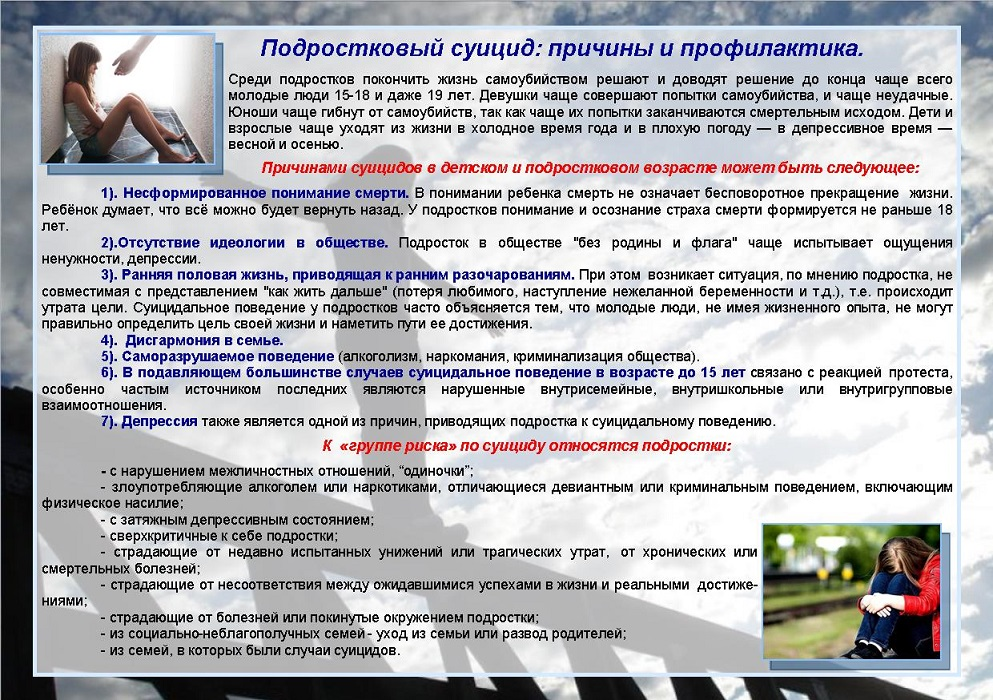 Подростковый суицид: причины и профилактика.
Среди подростков покончить жизнь самоубийством решают и доводят решение до конца чаще всего
молодые люди 15-18 и даже 19 лет. Девушки чаще совершают попытки самоубийства, и чаще неудачные.
Юноши чаще гибнут от самоубийств, так как чаще их попытки заканчиваются смертельным исходом. Дети и
взрослые чаще уходят из жизни в холодное время года и в плохую погоду — в депрессивное время —
весной и осенью.
Причинами суицидов в детском и подростковом возрасте может быть следующее:
1). Несформированное понимание смерти. В понимании ребенка смерть не означает бесповоротное прекращение жизни.
Ребёнок думает, что всё можно будет вернуть назад. У подростков понимание и осознание страха смерти формируется не раньше 18
лет.
2).Отсутствие идеологии в обществе. Подросток в обществе "без родины и флага" чаще испытывает ощущения
ненужности, депрессии.
3). Ранняя половая жизнь, приводящая к ранним разочарованиям. При этом возникает ситуация, по мнению подростка, не
совместимая с представлением "как жить дальше" (потеря любимого, наступление нежеланной беременности и т.д.), т.е. происходит
утрата цели. Суицидальное поведение у подростков часто объясняется тем, что молодые люди, не имея жизненного опыта, не могут
правильно определить цель своей жизни и наметить пути ее достижения.
4). Дисгармония в семье.
5). Саморазрушаемое поведение (алкоголизм, наркомания, криминализация общества).
6). В подавляющем большинстве случаев суицидальное поведение в возрасте до 15 лет связано с реакцией протеста,
особенно частым источником последних являются нарушенные внутрисемейные, внутришкольные или внутригрупповые
взаимоотношения.
7). Депрессия также является одной из причин, приводящих подростка к суицидальному поведению.
К «группе риска» по суициду относятся подростки:
- с нарушением межличностных отношений, “одиночки”;
- злоупотребляющие алкоголем или наркотиками, отличающиеся девиантным или криминальным поведением, включающим
физическое насилие;
- с затяжным депрессивным состоянием;
- сверхкритичные к себе подростки;
- страдающие от недавно испытанных унижений или трагических утрат, от хронических или
смертельных болезней;
- страдающие от несоответствия между ожидавшимися успехами в жизни и реальными достиже-
ниями;
- страдающие от болезней или покинутые окружением подростки;
- из социально-неблагополучных семей - уход из семьи или развод родителей;
- из семей, в которых были случаи суицидов.